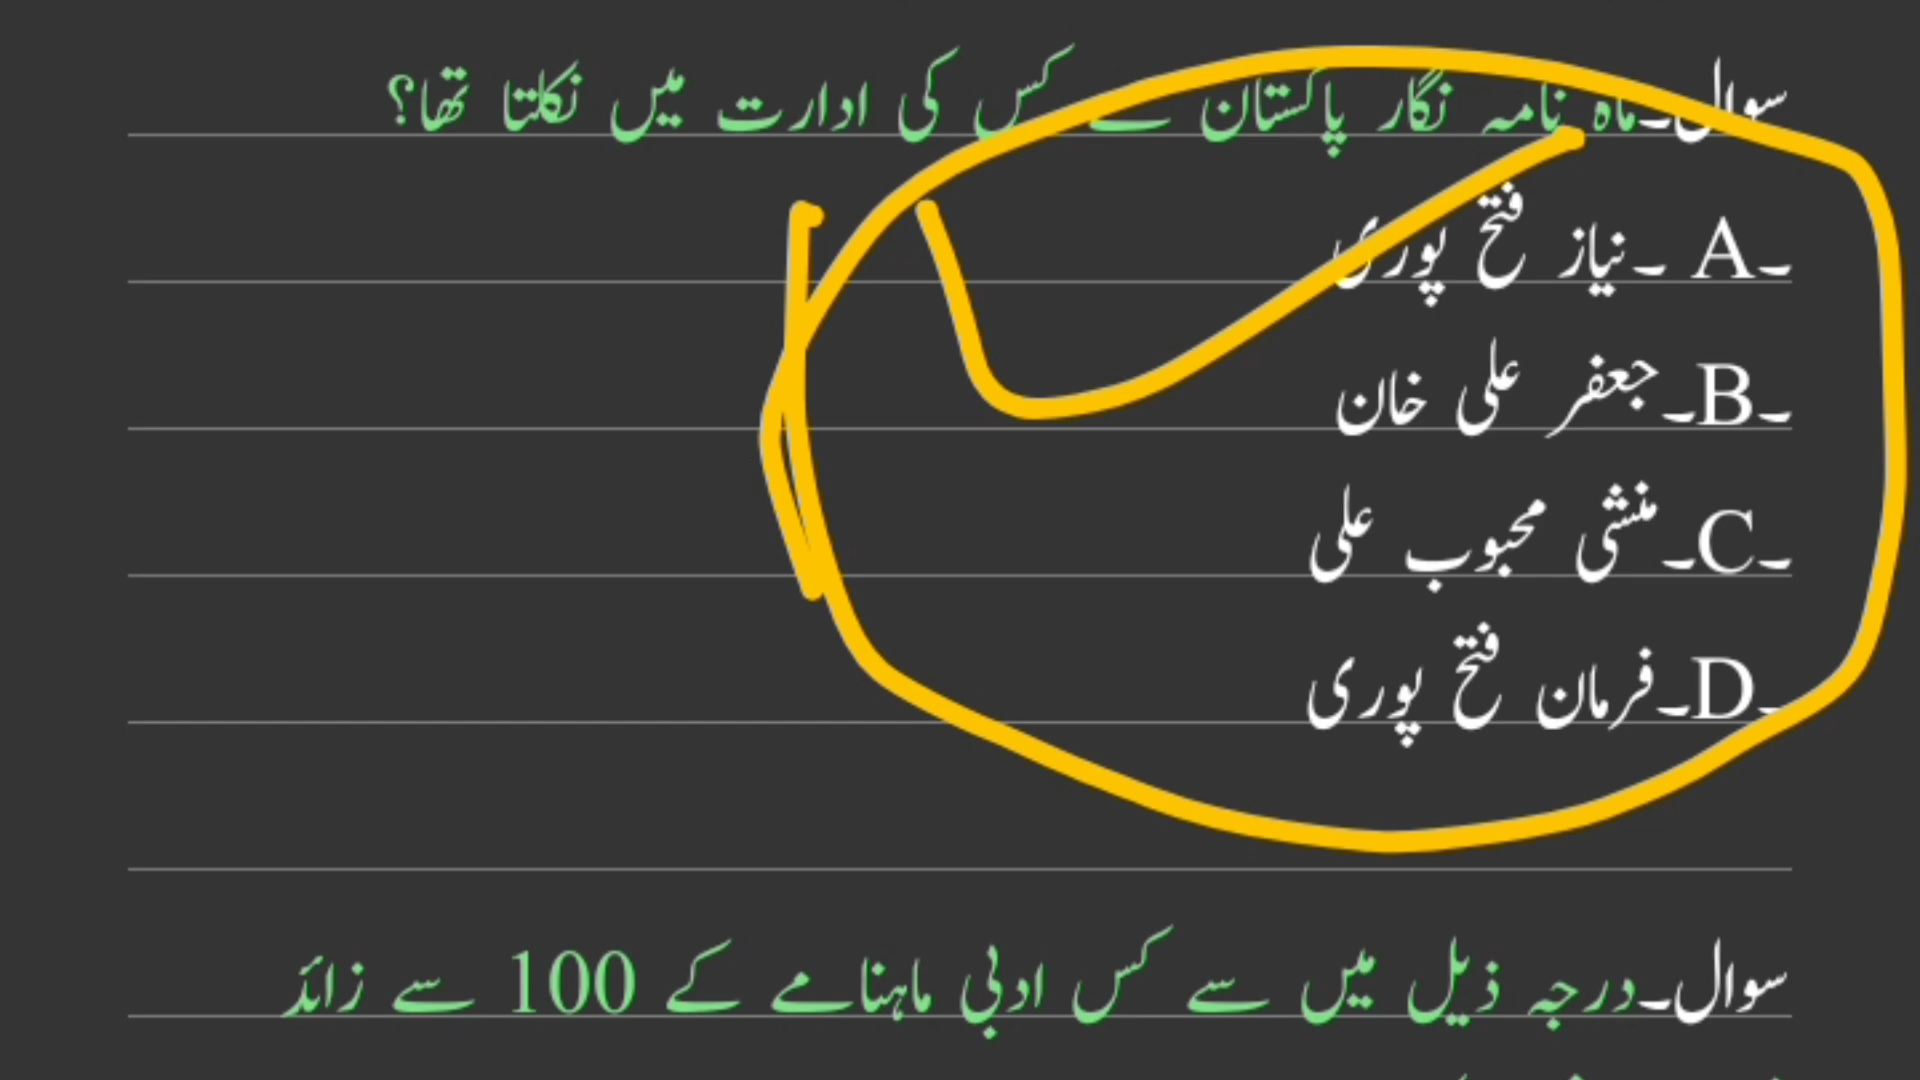 سوال۔ماہ نامہ نگار پاکستان سے کس کی ادارت میں نکلتا تھا؟
۔A ۔نیاز فتح پوری
۔B۔جعفر علی خان
۔C۔منشی محبوب علی
۔D۔فرمان فتح پوری
سوال۔درجہ ذیل میں سے کس ادبی ماہنامے کے 100 سے زائد